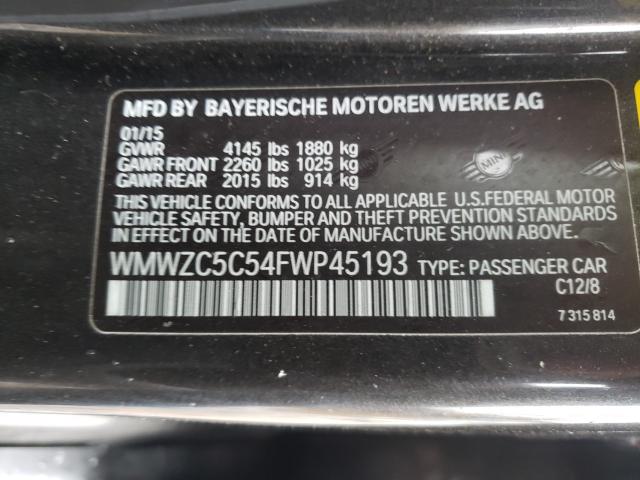 MFD BY BAYERISCHE MOTOREN WERKE AG
01/15
GVWR 4145 lbs 1880 kg
GAWR FRONT 2260 lbs 1025 kg
GAWR REAR 2015 lbs 914 kg
MINI
THIS VEHICLE CONFORMS TO ALL APPLICABLE U.S.FEDERAL MOTOR
VEHICLE SAFETY, BUMPER AND THEFT PREVENTION STANDARDS
IN EFFECT ON THE DATE OF MANUFACTURE SHOWN ABOVE.
WMWZC5C54FWP45193 TYPE: PASSENGER CAR
C12/8
7 315 814